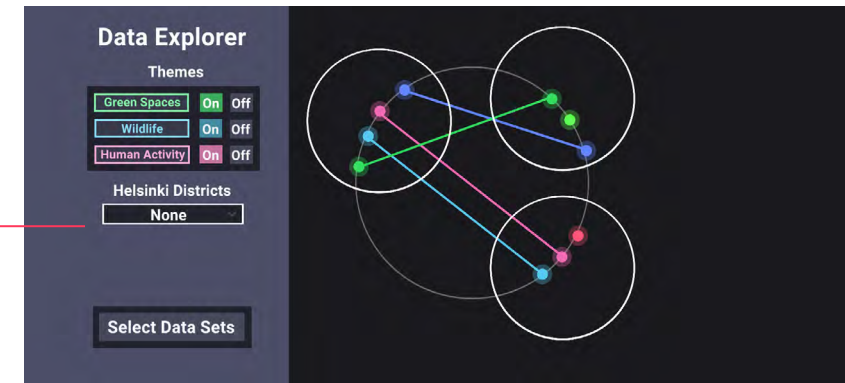 Data Explorer
Themes
Green Spaces On Off
Wildlife On Off
Human Activity On Off
Helsinki Districts
None
Select Data Sets